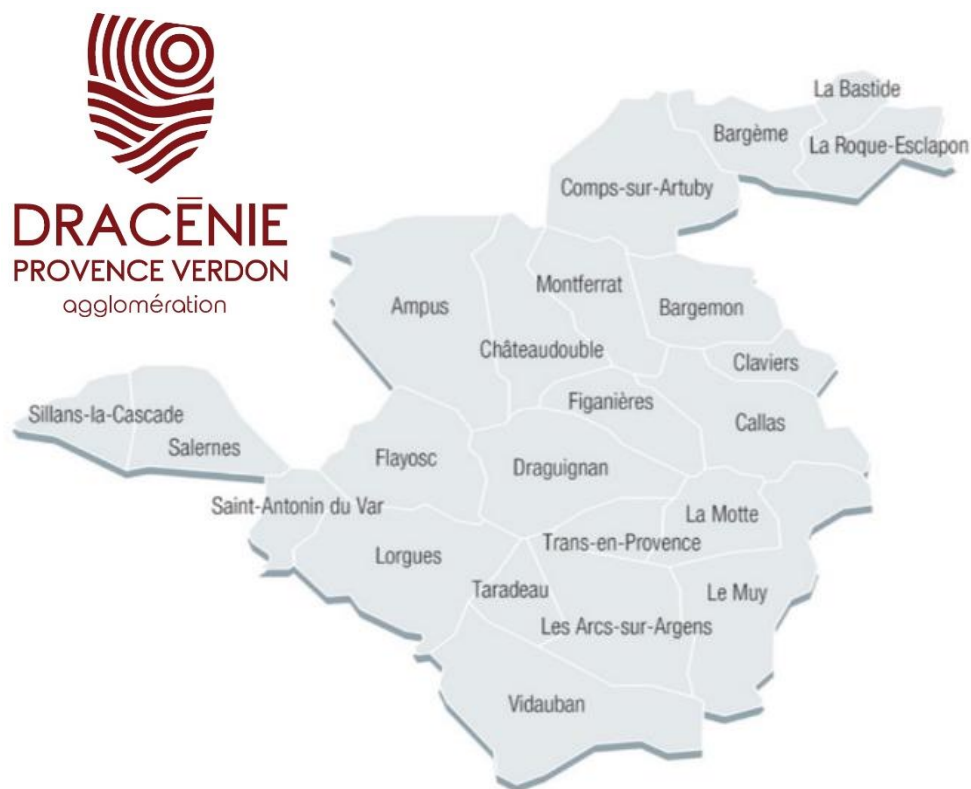 DRACĒNIE
PROVENCE VERDON
agglomération
La Bastide
Bargème
La Roque-Esclapon
Comps-sur-Artuby
Montferrat
Ampus
Bargemon
Châteaudouble
Claviers
Figanières
Sillans-la-Cascade
Callas
Salernes
Flayosc
Draguignan
Saint-Antonin du Var
La Motte
Trans-en-Provence
Lorgues
Taradeau
Le Muy
Les Arcs-sur-Argens
Vidauban